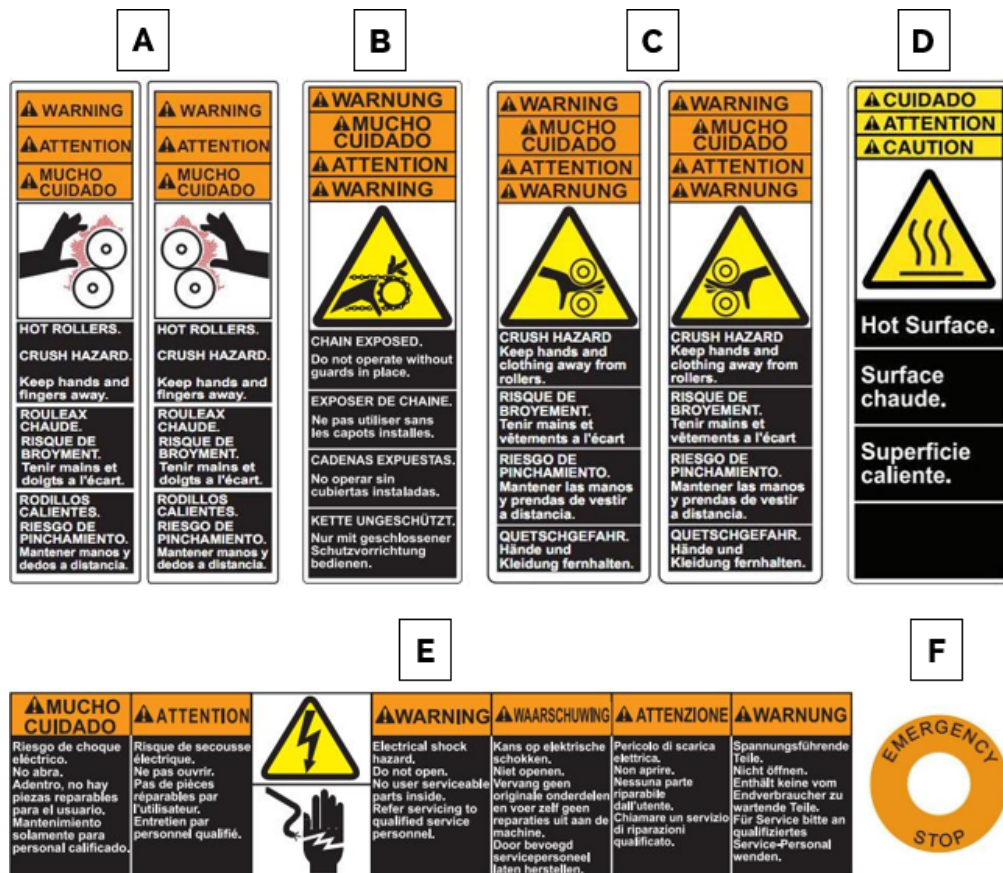 A
B
C
D
WARNING
ATTENTION
MUCHO
CUIDADO
HOT ROLLERS.
CRUSH HAZARD.
Keep hands and
fingers away.
ROULEAX
CHAUDE.
RISQUE DE
BROYMENT.
Tenir mains et
doigts a l'écart.
RODILLOS
CALIENTES.
RIESGO DE
PINCHAMIENTO.
Mantener manos y
dedos a distancia.
WARNING
ATTENTION
MUCHO
CUIDADO
HOT ROLLERS.
CRUSH HAZARD.
Keep hands and
fingers away.
ROULEAX
CHAUDE.
RISQUE DE
BROYMENT.
Tenir mains et
doigts a l'écart.
RODILLOS
CALIENTES.
RIESGO DE
PINCHAMIENTO.
Mantener manos y
dedos a distancia.
WARNUNG
MUCHO
CUIDADO
ATTENTION
WARNING
CHAIN EXPOSED.
Do not operate without
guards in place.
EXPOSER DE CHAINE.
Ne pas utiliser sans
les capots installes.
CADENAS EXPUESTAS.
No operar sin
cubiertas instaladas.
KETTE UNGESCHÜTZT.
Nur mit geschlossener
Schutzvorrichtung
bedienen.
WARNING
MUCHO
CUIDADO
ATTENTION
WARNUNG
CRUSH HAZARD
Keep hands and
clothing away from
rollers.
RISQUE DE
BROYEMENT.
Tenir mains et
vêtements a l'écart
RIESGO DE
PINCHAMIENTO.
Mantener las manos
y prendas de vestir
a distancia.
QUETSCHGEFAHR.
Hände und
Kleidung fernhalten.
WARNING
MUCHO
CUIDADO
ATTENTION
WARNUNG
CRUSH HAZARD
Keep hands and
clothing away from
rollers.
RISQUE DE
BROYEMENT.
Tenir mains et
vêtements a l'écart
RIESGO DE
PINCHAMIENTO.
Mantener las manos
y prendas de vestir
a distancia.
QUETSCHGEFAHR.
Hände und
Kleidung fernhalten.
CUIDADO
ATTENTION
CAUTION
Hot Surface.
Surface
chaude.
Superficie
caliente.
E
F
MUCHO
CUIDADO
Riesgo de choque
eléctrico.
No abra.
Adentro, no hay
piezas reparables
para el usuario.
Mantenimiento
solamente para
personal calificado.
ATTENTION
Risque de secousse
électrique.
Ne pas ouvrir.
Pas de pièces
réparables par
l'utilisateur.
Entretien par
personnel qualifié.
WARNING
Electrical shock
hazard.
Do not open.
No user serviceable
parts inside.
Refer servicing to
qualified service
personnel.
WAARSCHUWING
Kans op elektrische
schokken.
Niet openen.
Vervang geen
originale onderdelen
en voer zelf geen
reparaties uit aan de
machine.
Door bevoegd
servicepersoneel
laten herstellen.
ATTENZIONE
Pericolo di scarica
elettrica.
Non aprire.
Nessuna parte
riparabile
dall'utente.
Chiamare un servizio
di riparazioni
qualificato.
WARNUNG
Spannungsführende
Teile.
Nicht öffnen.
Enthält keine vom
Endverbraucher zu
wartende Teile.
Für Service bitte an
qualifiziertes
Service-Personal
wenden.
EMERGENCY
STOP